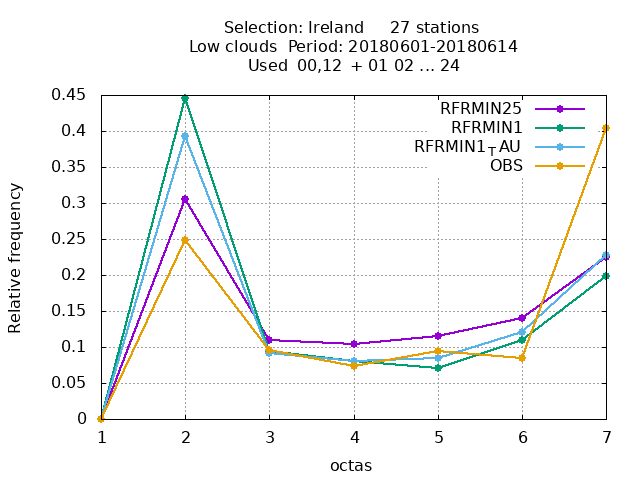 Selection: Ireland     27 stations
Low clouds  Period: 20180601-20180614
Used  00,12  + 01 02 ... 24
RFRMIN25
RFRMIN1
RFRMIN1TAU
OBS
Relative frequency
0.45
0.4
0.35
0.3
0.25
0.2
0.15
0.1
0.05
0
1 2 3 4 5 6 7
octas